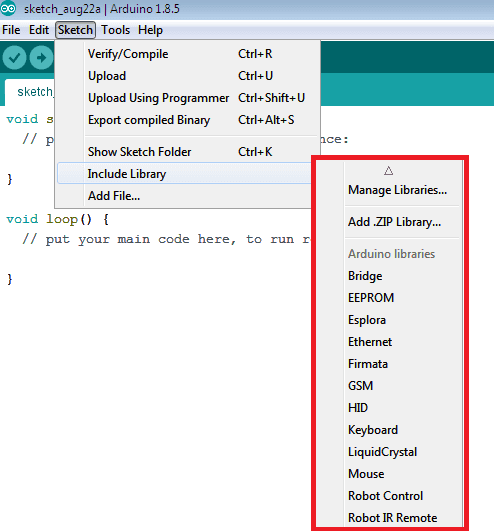 sketch_aug22a | Arduino 1.8.5
File Edit Sketch Tools Help
Verify/Compile Ctrl+R
Upload Ctrl+U
Upload Using Programmer Ctrl+Shift+U
Export compiled Binary Ctrl+Alt+S
Show Sketch Folder Ctrl+K
Include Library
Add File...
Manage Libraries...
Add .ZIP Library...
Arduino libraries
Bridge
EEPROM
Esplora
Ethernet
Firmata
GSM
HID
Keyboard
LiquidCrystal
Mouse
Robot Control
Robot IR Remote
sketch_
void s
// p nce:
}
void loop() {
// put your main code here, to run r
}